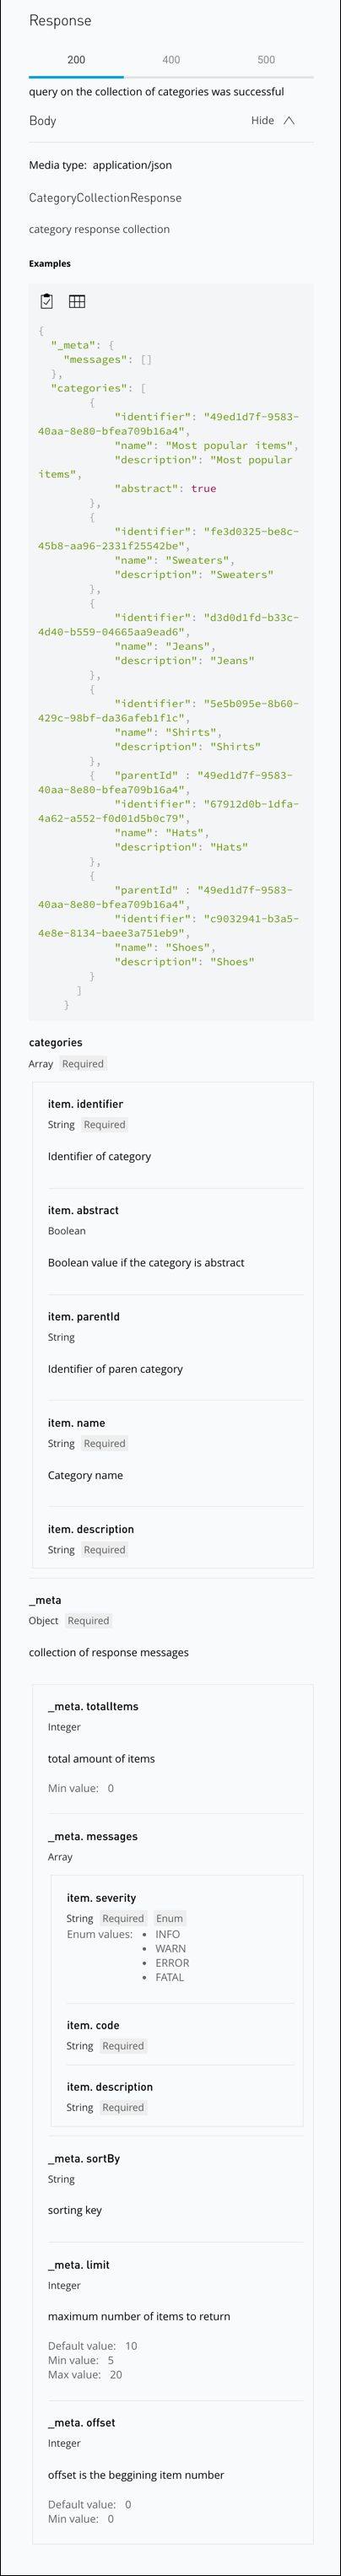 Response
200 400 500
query on the collection of categories was successful
Body Hide
Media type: application/json
CategoryCollectionResponse
category response collection
Examples
{
"_meta": {
"messages": []
},
"categories": [
{
"identifier": "49ed1d7f-9583-
40aa-8e80-bfea709b16a4",
"name": "Most popular items",
"description": "Most popular
items",
"abstract": true
},
{
"identifier": "fe3d0325-be8c-
45b8-aa96-2331f25542be",
"name": "Sweaters",
"description": "Sweaters"
},
{
"identifier": "d3d0d1fd-b33c-
4d40-b559-04665aa9ead6",
"name": "Jeans",
"description": "Jeans"
},
{
"identifier": "5e5b095e-8b60-
429c-98bf-da36afeb1f1c",
"name": "Shirts",
"description": "Shirts"
},
{ "parentId" : "49ed1d7f-9583-
40aa-8e80-bfea709b16a4",
"identifier": "67912d0b-1dfa-
4a62-a552-f0d01d5b0c79",
"name": "Hats",
"description": "Hats"
},
{
"parentId" : "49ed1d7f-9583-
40aa-8e80-bfea709b16a4",
"identifier": "c9032941-b3a5-
4e8e-8134-baee3a751eb9",
"name": "Shoes",
"description": "Shoes"
}
]
}
categories
Array Required
item. identifier
String Required
Identifier of category
item. abstract
Boolean
Boolean value if the category is abstract
item. parentId
String
Identifier of paren category
item. name
String Required
Category name
item. description
String Required
_meta
Object Required
collection of response messages
_meta. totalItems
Integer
total amount of items
Min value: 0
_meta. messages
Array
item. severity
String Required Enum
Enum values: • INFO
• WARN
• ERROR
• FATAL
item. code
String Required
item. description
String Required
_meta. sortBy
String
sorting key
_meta. limit
Integer
maximum number of items to return
Default value: 10
Min value: 5
Max value: 20
_meta. offset
Integer
offset is the beggining item number
Default value: 0
Min value: 0